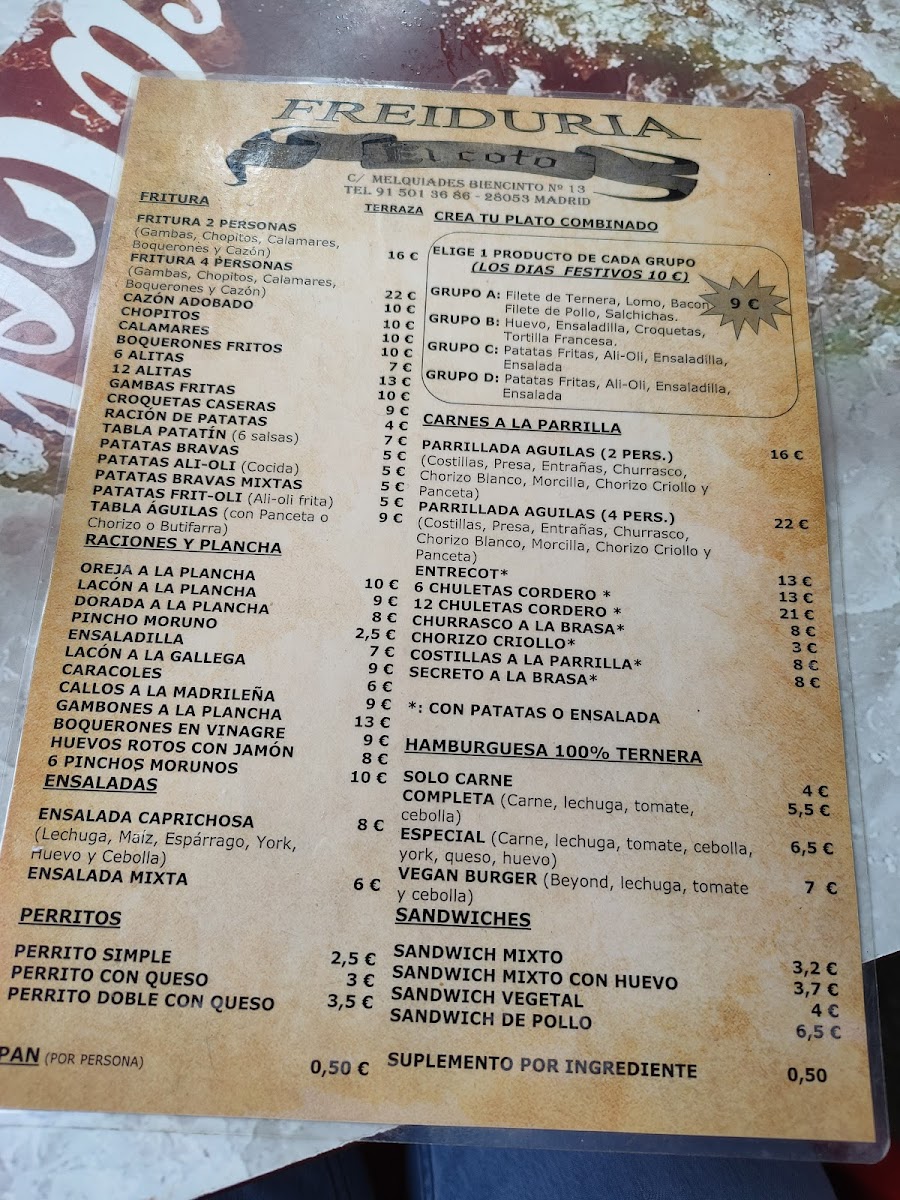 FREIDURIA
El coto
C/ MELQUIADES BIENCINTO Nº 13
TEL 91 501 36 86 - 28053 MADRID
FRITURA
TERRAZA
FRITURA 2 PERSONAS
(Gambas, Chopitos, Calamares,
Boquerones y Cazón) 16 €
FRITURA 4 PERSONAS
(Gambas, Chopitos, Calamares,
Boquerones y Cazón) 22 €
CAZÓN ADOBADO 10 €
CHOPITOS 10 €
CALAMARES 10 €
BOQUERONES FRITOS 10 €
6 ALITAS 7 €
12 ALITAS 13 €
GAMBAS FRITAS 10 €
CROQUETAS CASERAS 9 €
RACIÓN DE PATATAS 4 €
TABLA PATATÍN (6 salsas) 7 €
PATATAS BRAVAS 5 €
PATATAS ALI-OLI (Cocida) 5 €
PATATAS BRAVAS MIXTAS 5 €
PATATAS FRIT-OLI (Ali-oli frita) 5 €
TABLA ÁGUILAS (con Panceta o 9 €
Chorizo o Butifarra)
RACIONES Y PLANCHA
OREJA A LA PLANCHA 10 €
LACÓN A LA PLANCHA 9 €
DORADA A LA PLANCHA 8 €
PINCHO MORUNO 2,5 €
ENSALADILLA 7 €
LACÓN A LA GALLEGA 9 €
CARACOLES 6 €
CALLOS A LA MADRILEÑA 9 €
GAMBONES A LA PLANCHA 13 €
BOQUERONES EN VINAGRE 9 €
HUEVOS ROTOS CON JAMÓN 8 €
6 PINCHOS MORUNOS 10 €
ENSALADAS
ENSALADA CAPRICHOSA 8 €
(Lechuga, Maíz, Espárrago, York,
Huevo y Cebolla)
ENSALADA MIXTA 6 €
PERRITOS
PERRITO SIMPLE 2,5 €
PERRITO CON QUESO 3 €
PERRITO DOBLE CON QUESO 3,5 €
PAN (POR PERSONA) 0,50 €
CREA TU PLATO COMBINADO
ELIGE 1 PRODUCTO DE CADA GRUPO
(LOS DIAS FESTIVOS 10 €)
9 €
GRUPO A: Filete de Ternera, Lomo, Bacon
Filete de Pollo, Salchichas.
GRUPO B: Huevo, Ensaladilla, Croquetas,
Tortilla Francesa.
GRUPO C: Patatas Fritas, Ali-Oli, Ensaladilla,
Ensalada
GRUPO D: Patatas Fritas, Ali-Oli, Ensaladilla,
Ensalada
CARNES A LA PARRILLA
PARRILLADA AGUILAS (2 PERS.) 16 €
(Costillas, Presa, Entrañas, Churrasco,
Chorizo Blanco, Morcilla, Chorizo Criollo y
Panceta)
PARRILLADA AGUILAS (4 PERS.) 22 €
(Costillas, Presa, Entrañas, Churrasco,
Chorizo Blanco, Morcilla, Chorizo Criollo y
Panceta)
ENTRECOT* 13 €
6 CHULETAS CORDERO * 13 €
12 CHULETAS CORDERO * 21 €
CHURRASCO A LA BRASA* 8 €
CHORIZO CRIOLLO* 3 €
COSTILLAS A LA PARRILLA* 8 €
SECRETO A LA BRASA* 8 €
*: CON PATATAS O ENSALADA
HAMBURGUESA 100% TERNERA
SOLO CARNE 4 €
COMPLETA (Carne, lechuga, tomate, 5,5 €
cebolla)
ESPECIAL (Carne, lechuga, tomate, cebolla, 6,5 €
york, queso, huevo)
VEGAN BURGER (Beyond, lechuga, tomate 7 €
y cebolla)
SANDWICHES
SANDWICH MIXTO 3,2 €
SANDWICH MIXTO CON HUEVO 3,7 €
SANDWICH VEGETAL 4 €
SANDWICH DE POLLO 6,5 €
SUPLEMENTO POR INGREDIENTE 0,50